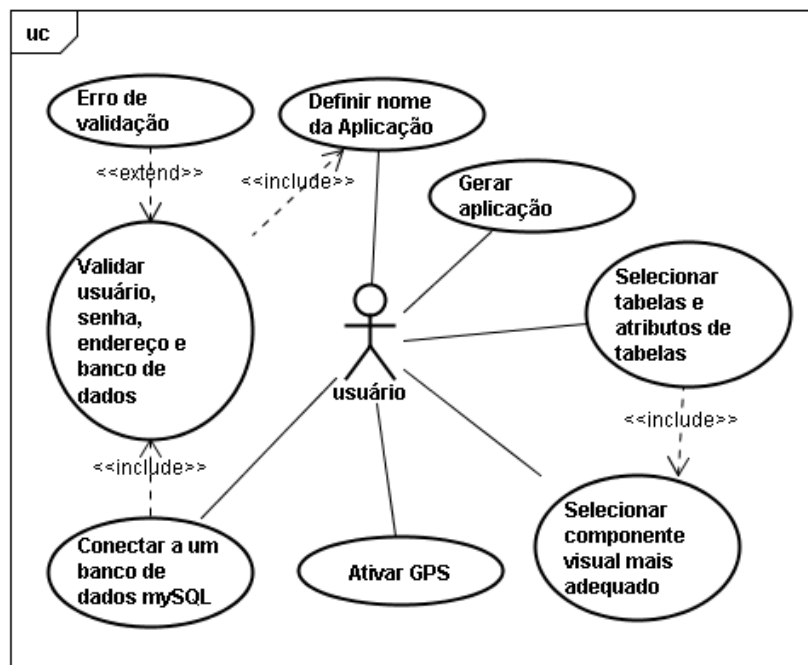 uc
Erro de
validação
Definir nome
da Aplicação
<<extend>>
<<include>>
Gerar
aplicação
Validar
usuário,
senha,
endereço e
banco de
dados
Selecionar
tabelas e
atributos de
tabelas
usuário
<<include>>
<<include>>
Conectar a um
banco de
dados mySQL
Ativar GPS
Selecionar
componente
visual mais
adequado